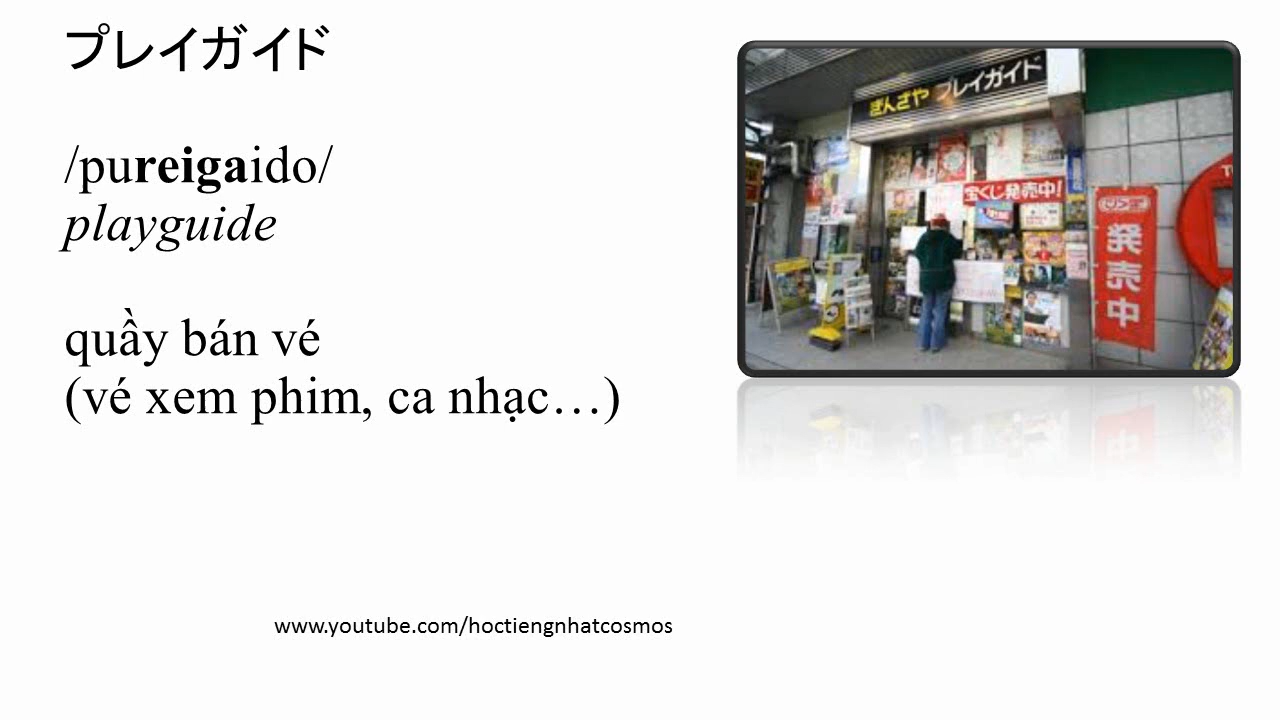 プレイガイド
/pureigaido/
playguide
quầy bán vé
(vé xem phim, ca nhạc…)
ぎんざや プレイガイド
宝くじ発売中!
発売中
www.youtube.com/hoctiengnhatcosmos